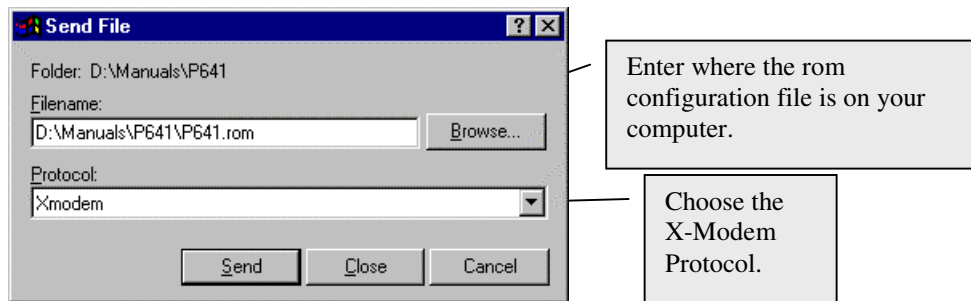 Send File
Folder: D:\Manuals\P641
Filename:
D:\Manuals\P641\P641.rom
Browse...
Protocol:
Xmodem
Send Close Cancel
Enter where the rom
configuration file is on your
computer.
Choose the
X-Modem
Protocol.